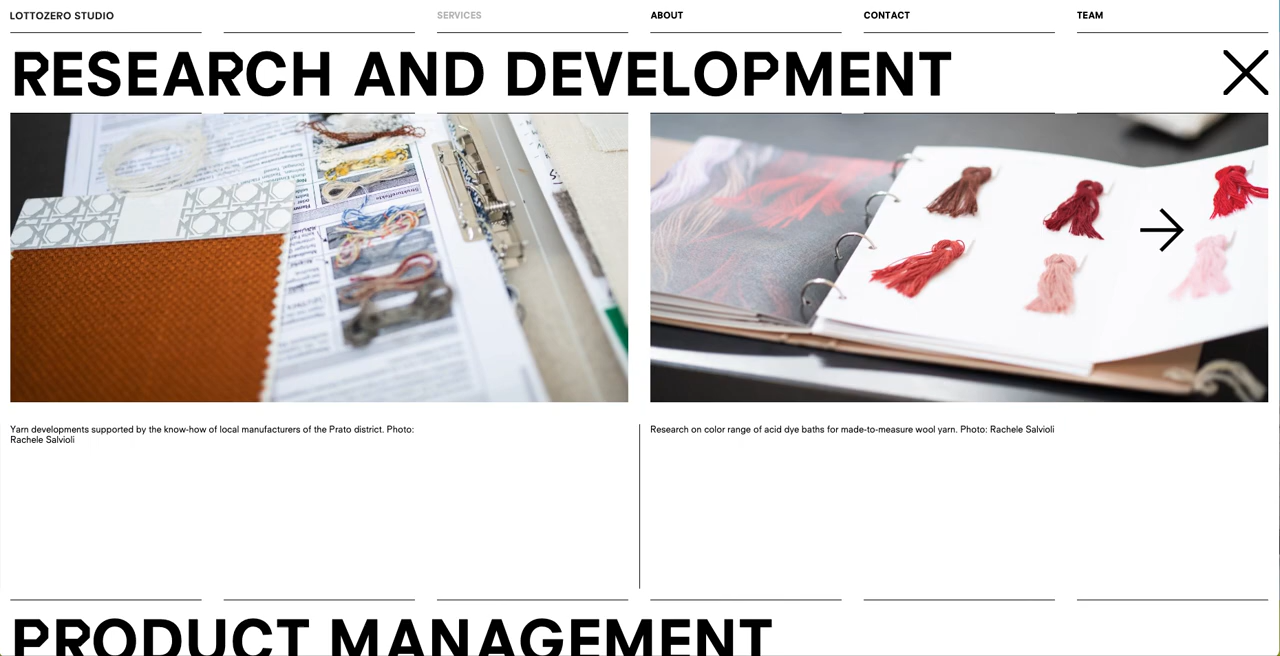 LOTTOZERO STUDIO
SERVICES
ABOUT
CONTACT
TEAM
RESEARCH AND DEVELOPMENT
Yarn developments supported by the know-how of local manufacturers of the Prato district. Photo:
Rachele Salvioli
Research on color range of acid dye baths for made-to-measure wool yarn. Photo: Rachele Salvioli
PRODUCT MANAGEMENT